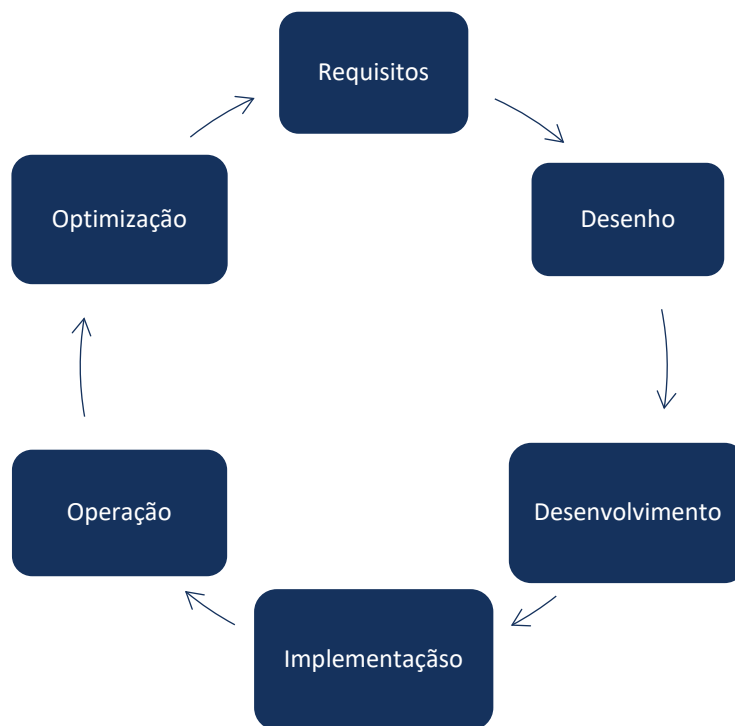 Requisitos
Desenho
Desenvolvimento
Implementaçãso
Operação
Optimização